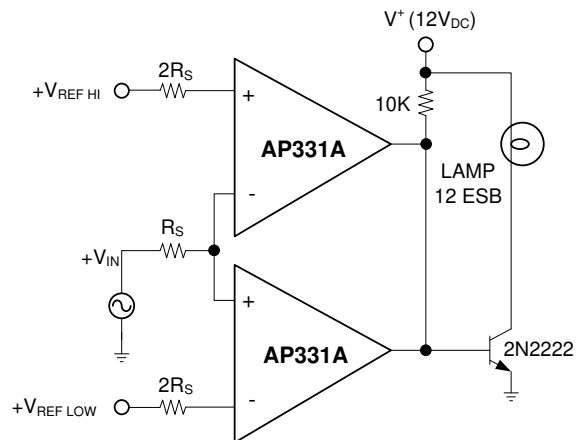 V+ (12VDC)
2RS
+VREF HI
+
10K
AP331A
-
LAMP
12 ESB
RS
+VIN
+
AP331A
2N2222
2RS
-
+VREF LOW